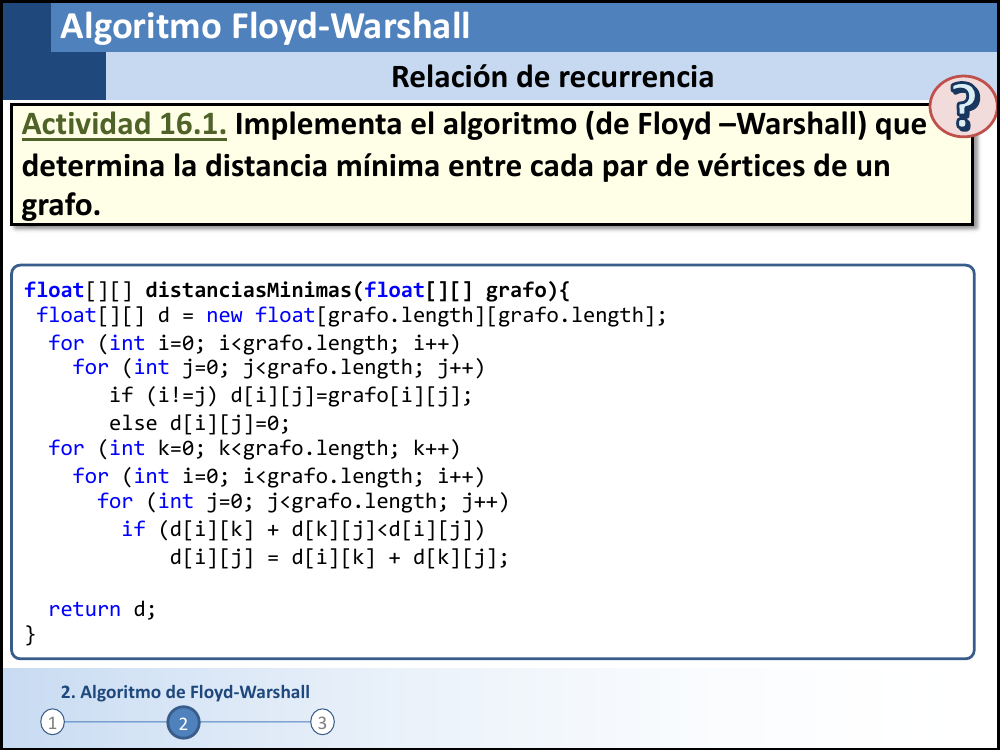 Algoritmo Floyd-Warshall
Relación de recurrencia
?
Actividad 16.1. Implementa el algoritmo (de Floyd –Warshall) que
determina la distancia mínima entre cada par de vértices de un
grafo.
float[][] distanciasMinimas(float[][] grafo){
 float[][] d = new float[grafo.length][grafo.length];
  for (int i=0; i<grafo.length; i++)
    for (int j=0; j<grafo.length; j++)
       if (i!=j) d[i][j]=grafo[i][j];
       else d[i][j]=0;
  for (int k=0; k<grafo.length; k++)
    for (int i=0; i<grafo.length; i++)
      for (int j=0; j<grafo.length; j++)
        if (d[i][k] + d[k][j]<d[i][j])
            d[i][j] = d[i][k] + d[k][j];
  return d;
}
2. Algoritmo de Floyd-Warshall
1 2 3